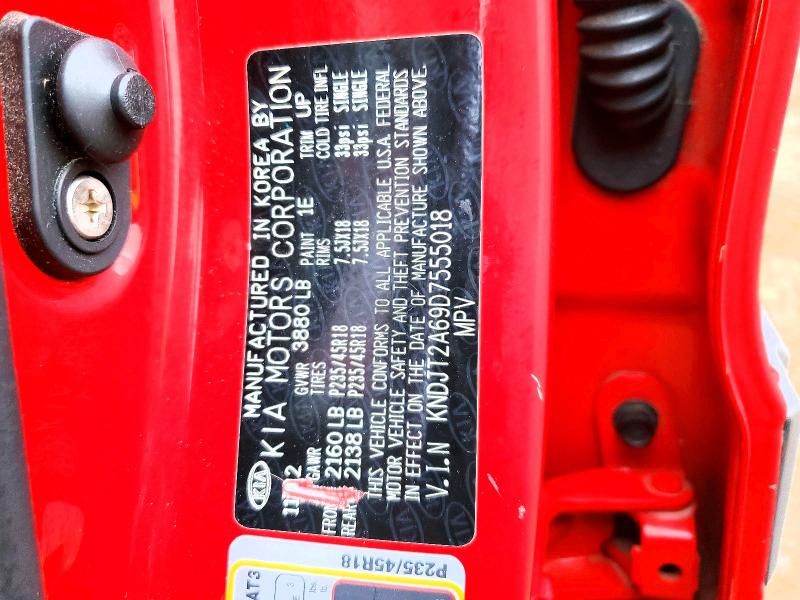 MANUFACTURED IN KOREA BY
KIA KIA MOTORS CORPORATION
GVWR 3880 LB PAINT 1E TRIM UP
GAWR TIRES RIMS COLD TIRE INFL
2160 LB P235/45R18 7.5JX18 33psi SINGLE
REAR 2138 LB P235/45R18 7.5JX18 33psi SINGLE
THIS VEHICLE CONFORMS TO ALL APPLICABLE U.S.A. FEDERAL
MOTOR VEHICLE SAFETY AND THEFT PREVENTION STANDARDS
IN EFFECT ON THE DATE OF MANUFACTURE SHOWN ABOVE.
V.I.N KNDJT2A69D7555018
MPV
P235/45R18